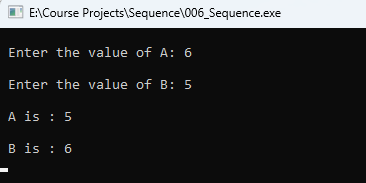 E:\Course Projects\Sequence\006_Sequence.exe
Enter the value of A: 6
Enter the value of B: 5
A is : 5
B is : 6